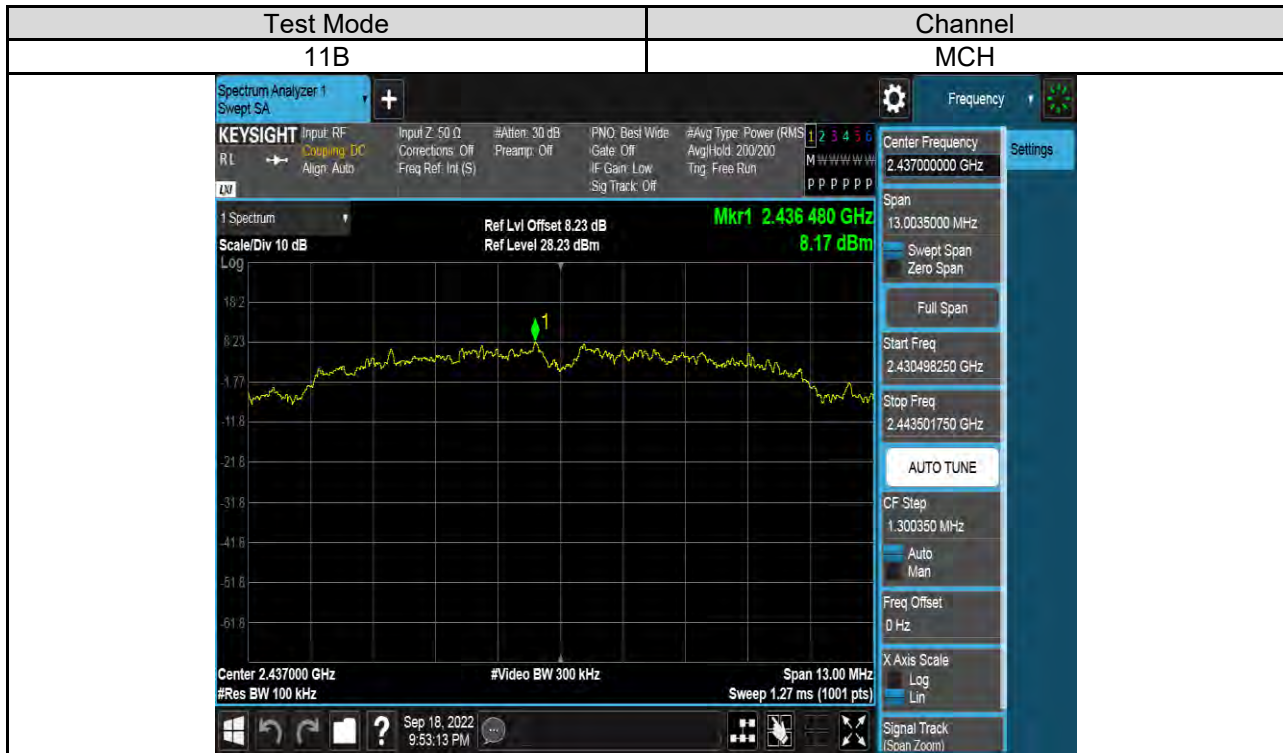 Test Mode Channel
11B MCH
Spectrum Analyzer 1
Swept SA
+
Frequency
KEYSIGHT Input: RF Input Z: 50 Ω #Atten: 30 dB PNO: Best Wide #Avg Type: Power (RMS 1 2 3 4 5 6
RL Coupling: DC Corrections: Off Preamp: Off Gate: Off Avg|Hold: 200/200 M W W W W W
Align: Auto Freq Ref: Int (S) IF Gain: Low Trig: Free Run
Sig Track: Off P P P P P P
LXI
1 Spectrum
Ref Lvl Offset 8.23 dB
Mkr1 2.436 480 GHz
Scale/Div 10 dB Ref Level 28.23 dBm 8.17 dBm
Log
18.2
8.23
-1.77
-11.8
-21.8
-31.8
-41.8
-51.8
-61.8
1
Center 2.437000 GHz #Video BW 300 kHz Span 13.00 MHz
#Res BW 100 kHz Sweep 1.27 ms (1001 pts)
? Sep 18, 2022
9:53:13 PM
Center Frequency
2.437000000 GHz
Settings
Span
13.0035000 MHz
Swept Span
Zero Span
Full Span
Start Freq
2.430498250 GHz
Stop Freq
2.443501750 GHz
AUTO TUNE
CF Step
1.300350 MHz
Auto
Man
Freq Offset
0 Hz
X Axis Scale
Log
Lin
Signal Track
(Span Zoom)